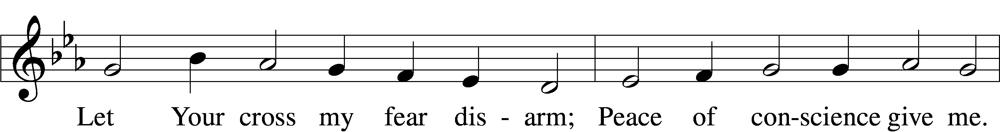 Let Your cross my fear dis - arm; Peace of con-science give me.